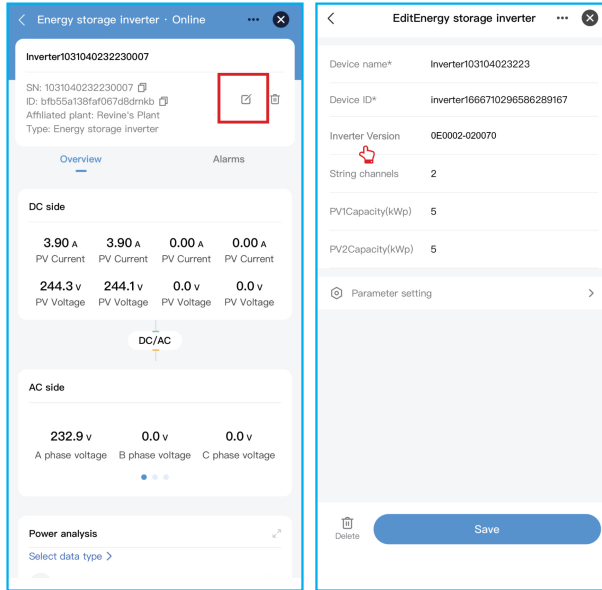 Energy storage inverter · Online
Inverter1031040232230007
SN: 1031040232230007
ID: bfb55a138faf067d8drnkb
Affiliated plant: Revine's Plant
Type: Energy storage inverter
Overview Alarms
DC side
3.90 A 3.90 A 0.00 A 0.00 A
PV Current PV Current PV Current PV Current
244.3 v 244.1 v 0.0 v 0.0 v
PV Voltage PV Voltage PV Voltage PV Voltage
DC/AC
AC side
232.9 v 0.0 v 0.0 v
A phase voltage B phase voltage C phase voltage
Power analysis
Select data type >
EditEnergy storage inverter
Device name* Inverter103104023223
Device ID* inverter1666710296586289167
Inverter Version 0E0002-020070
String channels 2
PV1Capacity(kWp) 5
PV2Capacity(kWp) 5
Parameter setting
Delete
Save